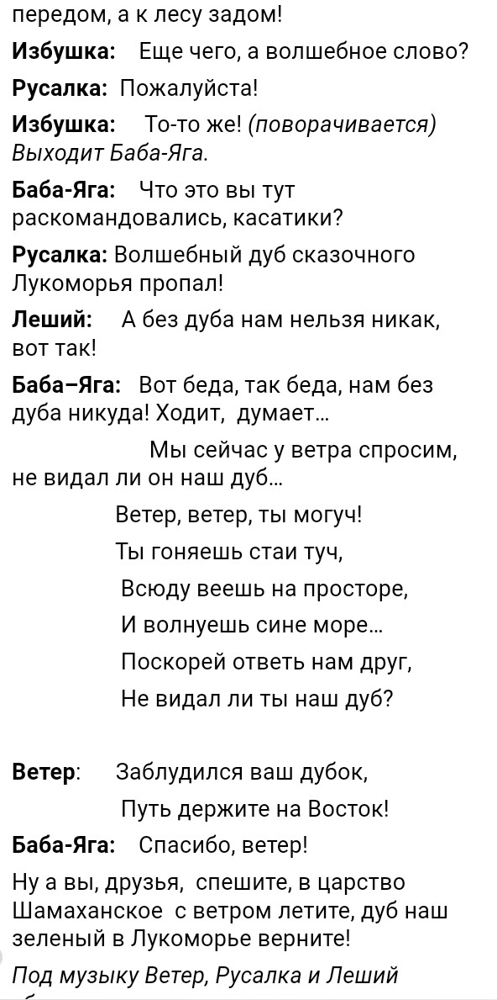 передом, а к лесу задом!
Избушка: Еще чего, а волшебное слово?
Русалка: Пожалуйста!
Избушка: То-то же! (поворачивается)
Выходит Баба-Яга.
Баба-Яга: Что это вы тут
раскомандовались, касатики?
Русалка: Волшебный дуб сказочного
Лукоморья пропал!
Леший: А без дуба нам нельзя никак,
вот так!
Баба–Яга: Вот беда, так беда, нам без
дуба никуда! Ходит, думает...
Мы сейчас у ветра спросим,
не видал ли он наш дуб...
Ветер, ветер, ты могуч!
Ты гоняешь стаи туч,
Всюду веешь на просторе,
И волнуешь сине море...
Поскорей ответь нам друг,
Не видал ли ты наш дуб?
Ветер: Заблудился ваш дубок,
Путь держите на Восток!
Баба-Яга: Спасибо, ветер!
Ну а вы, друзья, спешите, в царство
Шамаханское с ветром летите, дуб наш
зеленый в Лукоморье верните!
Под музыку Ветер, Русалка и Леший